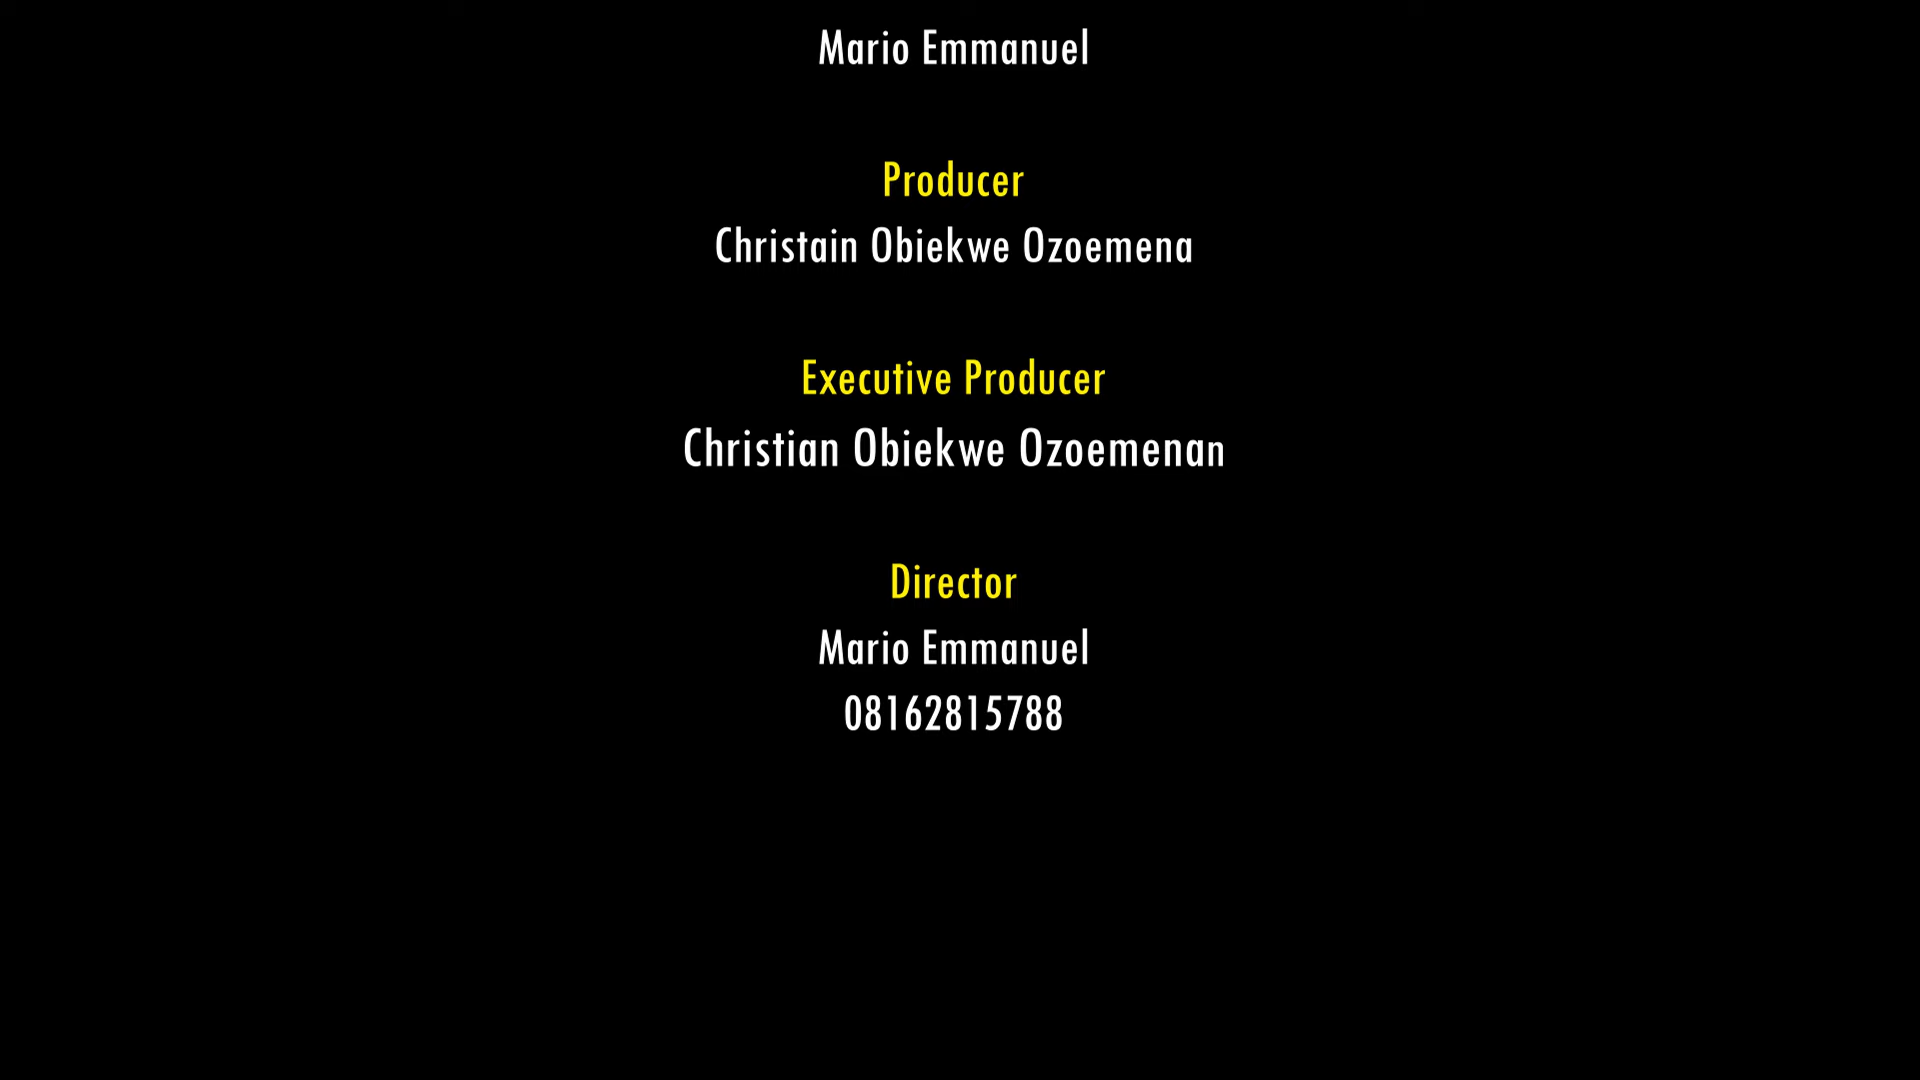 Mario Emmanuel
Producer
Christain Obiekwe Ozoemena
Executive Producer
Christian Obiekwe Ozoemenan
Director
Mario Emmanuel
08162815788